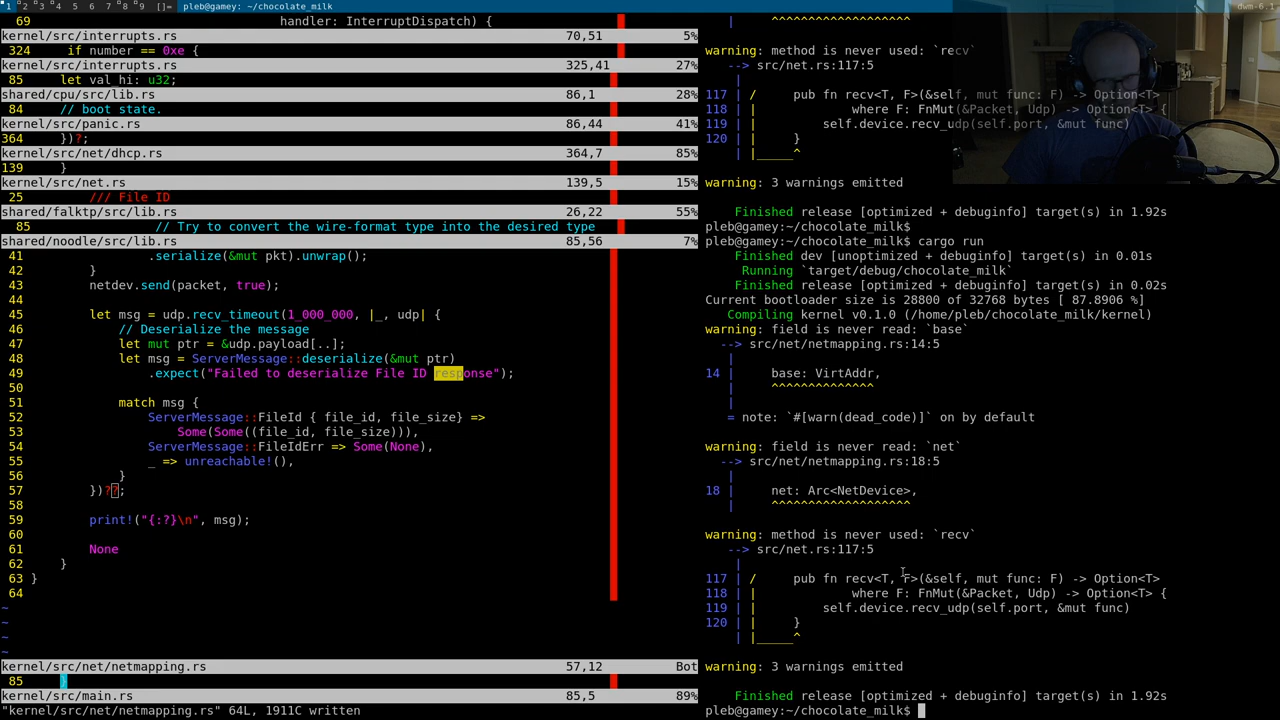 1 2 3 4 5 6 7 8 9 []= pleb@gamey: ~/chocolate_milk dwm-6.1
69 handler: InterruptDispatch) {
kernel/src/interrupts.rs 70,51 5%
324 if number == 0xe {
kernel/src/interrupts.rs 325,41 27%
85 let val_hi: u32;
shared/cpu/src/lib.rs 86,1 28%
84 // boot state.
kernel/src/panic.rs 86,44 41%
364 })?;
kernel/src/net/dhcp.rs 364,7 85%
139 }
kernel/src/net.rs 139,5 15%
25 /// File ID
shared/falktp/src/lib.rs 26,22 55%
85 // Try to convert the wire-format type into the desired type
shared/noodle/src/lib.rs 85,56 7%
41 .serialize(&mut pkt).unwrap();
42 }
43 netdev.send(packet, true);
44
45 let msg = udp.recv_timeout(1_000_000, |_, udp| {
46 // Deserialize the message
47 let mut ptr = &udp.payload[..];
48 let msg = ServerMessage::deserialize(&mut ptr)
49 .expect("Failed to deserialize File ID response");
50
51 match msg {
52 ServerMessage::FileId { file_id, file_size} =>
53 Some(Some((file_id, file_size))),
54 ServerMessage::FileIdErr => Some(None),
55 _ => unreachable!(),
56 }
57 })??;
58
59 print!("{:?}\n", msg);
60
61 None
62 }
63 }
64
~
~
~
~
kernel/src/net/netmapping.rs 57,12 Bot
85 }
kernel/src/main.rs 85,5 89%
"kernel/src/net/netmapping.rs" 64L, 1911C written
| ^^^^^^^^^^^^^^^^^^^
warning: method is never used: `recv`
--> src/net.rs:117:5
|
117 | / pub fn recv<T, F>(&self, mut func: F) -> Option<T>
118 | | where F: FnMut(&Packet, Udp) -> Option<T> {
119 | | self.device.recv_udp(self.port, &mut func)
120 | | }
| |_____^
warning: 3 warnings emitted
Finished release [optimized + debuginfo] target(s) in 1.92s
pleb@gamey:~/chocolate_milk$
pleb@gamey:~/chocolate_milk$ cargo run
Finished dev [unoptimized + debuginfo] target(s) in 0.01s
Running `target/debug/chocolate_milk`
Finished release [optimized + debuginfo] target(s) in 0.02s
Current bootloader size is 28800 of 32768 bytes [ 87.8906 %]
Compiling kernel v0.1.0 (/home/pleb/chocolate_milk/kernel)
warning: field is never read: `base`
--> src/net/netmapping.rs:14:5
|
14 | base: VirtAddr,
| ^^^^^^^^^^^^^^
|
= note: `#[warn(dead_code)]` on by default
warning: field is never read: `net`
--> src/net/netmapping.rs:18:5
|
18 | net: Arc<NetDevice>,
| ^^^^^^^^^^^^^^^^^^^
warning: method is never used: `recv`
--> src/net.rs:117:5
|
117 | / pub fn recv<T, F>(&self, mut func: F) -> Option<T>
118 | | where F: FnMut(&Packet, Udp) -> Option<T> {
119 | | self.device.recv_udp(self.port, &mut func)
120 | | }
| |_____^
warning: 3 warnings emitted
Finished release [optimized + debuginfo] target(s) in 1.92s
pleb@gamey:~/chocolate_milk$